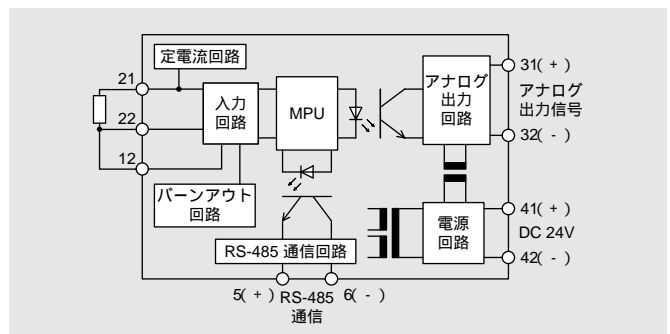 定電流回路
21
22
12
入力
回路
MPU
アナログ
出力
回路
31( + )
アナログ
出力信号
32( - )
バーンアウト
回路
RS-485 通信回路
電源
回路
41( + )
DC 24V
42( - )
5( + ) RS-485 6( - )
通信